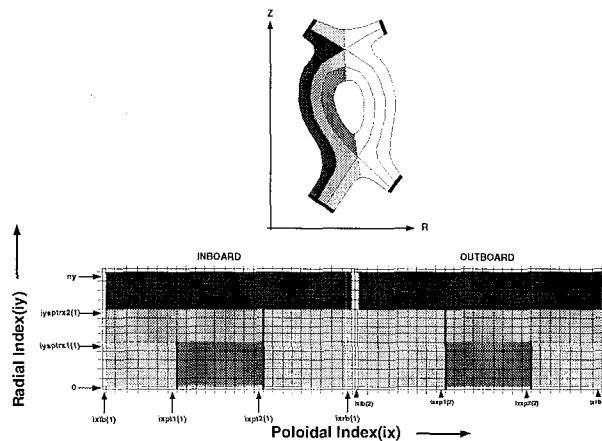 Z
R
INBOARD
OUTBOARD
Radial Index(iy)
ny
iysptrx2(1)
iysptrx1(1)
0
ixlb(1)
ixpt1(1)
ixpt2(1)
ixrb(1)
ixlb(2)
ixpt1(2)
ixpt2(2)
Poloidal Index(ix)